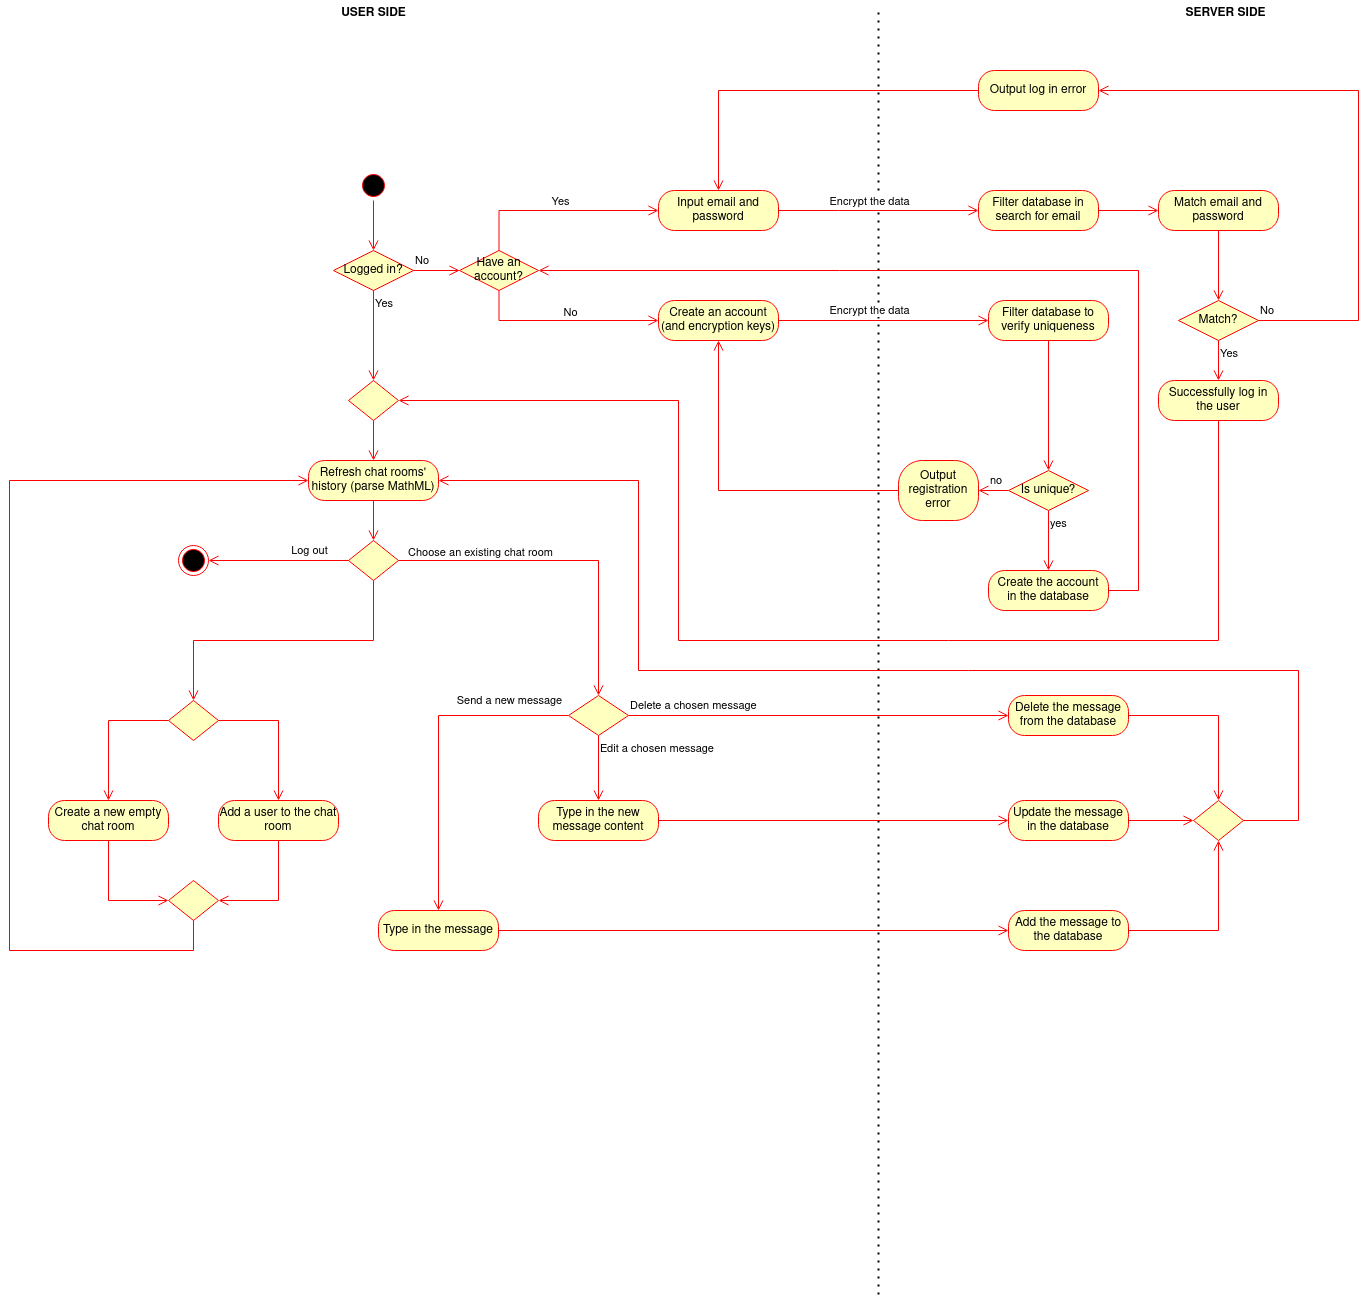 USER SIDE
SERVER SIDE
Output log in error
Yes
Input email and
password
Encrypt the data
Filter database in
search for email
Match email and
password
Logged in?
No
Have an
account?
Yes
No
Create an account
(and encryption keys)
Encrypt the data
Filter database to
verify uniqueness
Match?
No
Yes
Successfully log in
the user
Refresh chat rooms'
history (parse MathML)
Output
registration
error
no
Is unique?
yes
Log out
Choose an existing chat room
Create the account
in the database
Send a new message
Delete a chosen message
Edit a chosen message
Delete the message
from the database
Create a new empty
chat room
Add a user to the chat
room
Type in the new
message content
Update the message
in the database
Type in the message
Add the message to
the database